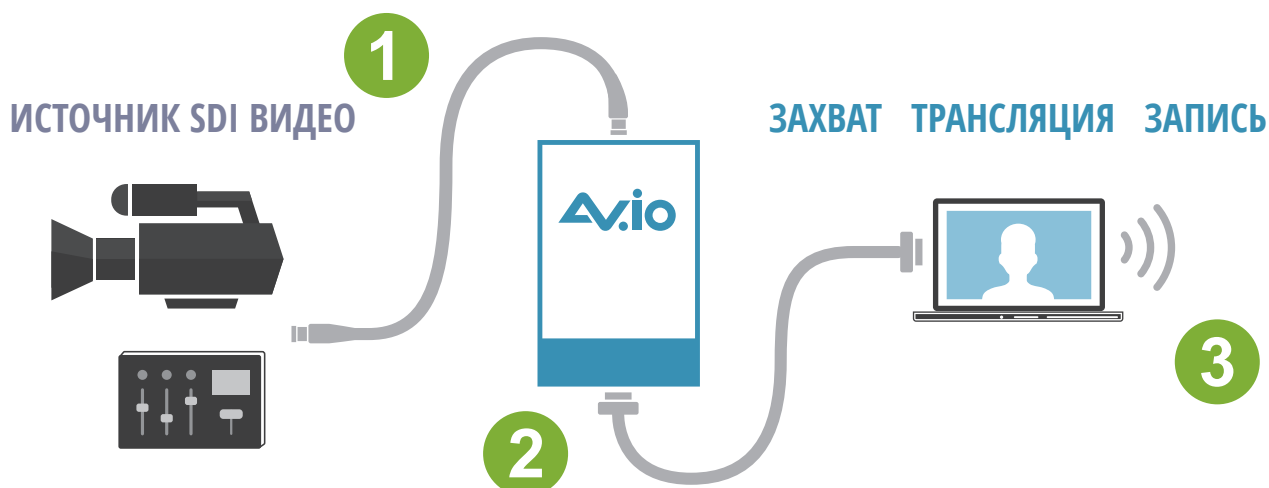 1
ИСТОЧНИК SDI ВИДЕО
ЗАХВАТ ТРАНСЛЯЦИЯ ЗАПИСЬ
AV.io
3
2